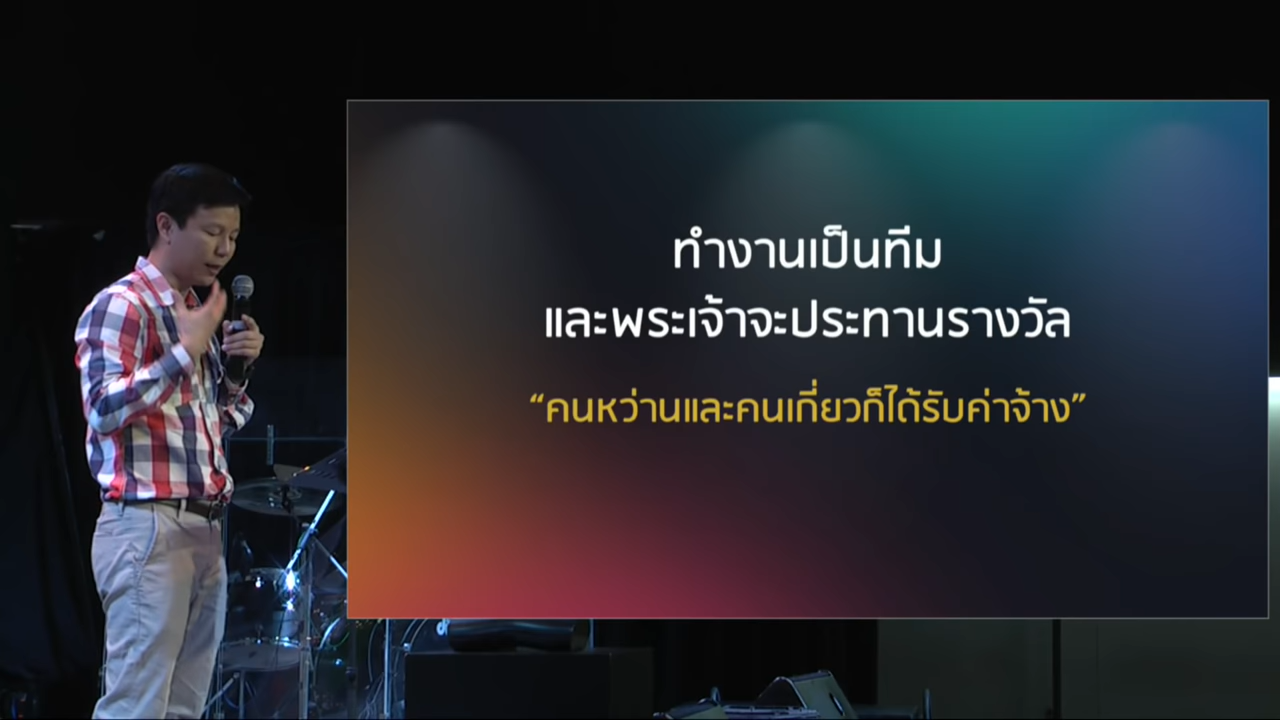 ทำงานเป็นทีม
และพระเจ้าจะประทานรางวัล
“คนหว่านและคนเกี่ยวก็ได้รับค่าจ้าง”